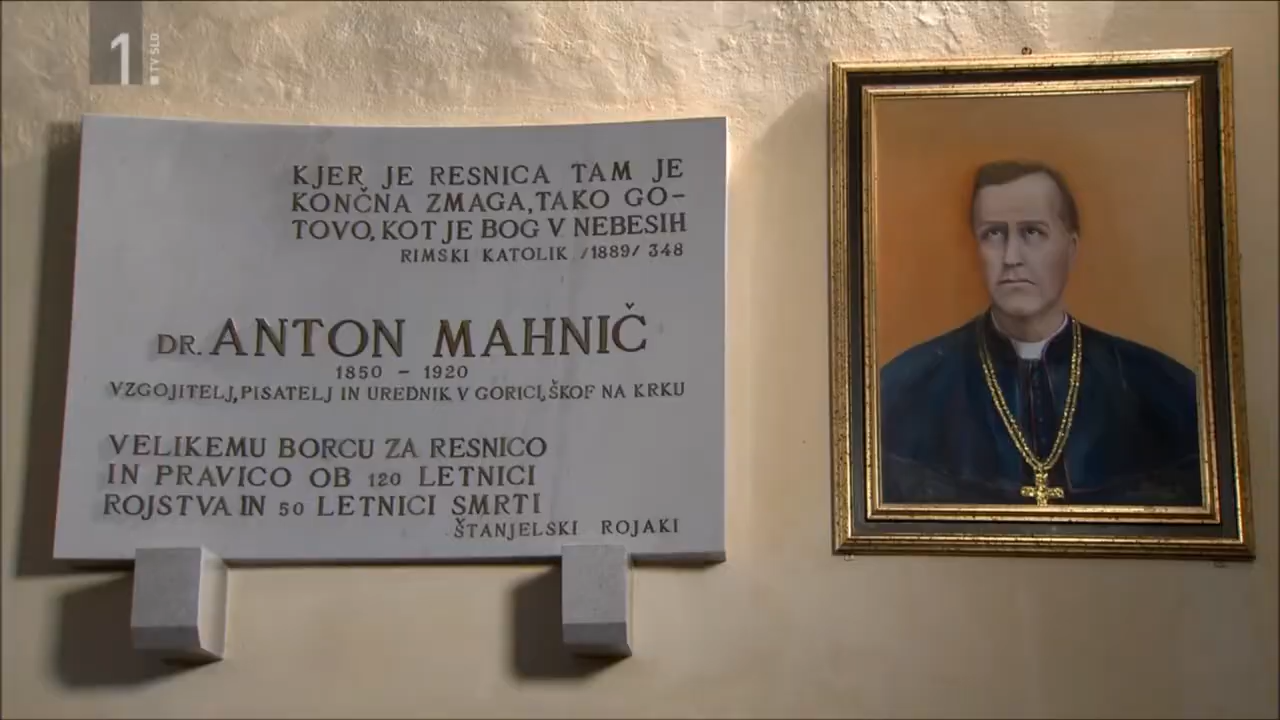 1
TV SLO
KJER JE RESNICA TAM JE
KONČNA ZMAGA, TAKO GO-
TOVO, KOT JE BOG V NEBESIH
RIMSKI KATOLIK /1889/ 348
DR. ANTON MAHNIČ
1850 - 1920
VZGOJITELJ, PISATELJ IN UREDNIK V GORICI, ŠKOF NA KRKU
VELIKEMU BORCU ZA RESNICO
IN PRAVICO OB 120 LETNICI
ROJSTVA IN 50 LETNICI SMRTI
ŠTANJELSKI ROJAKI